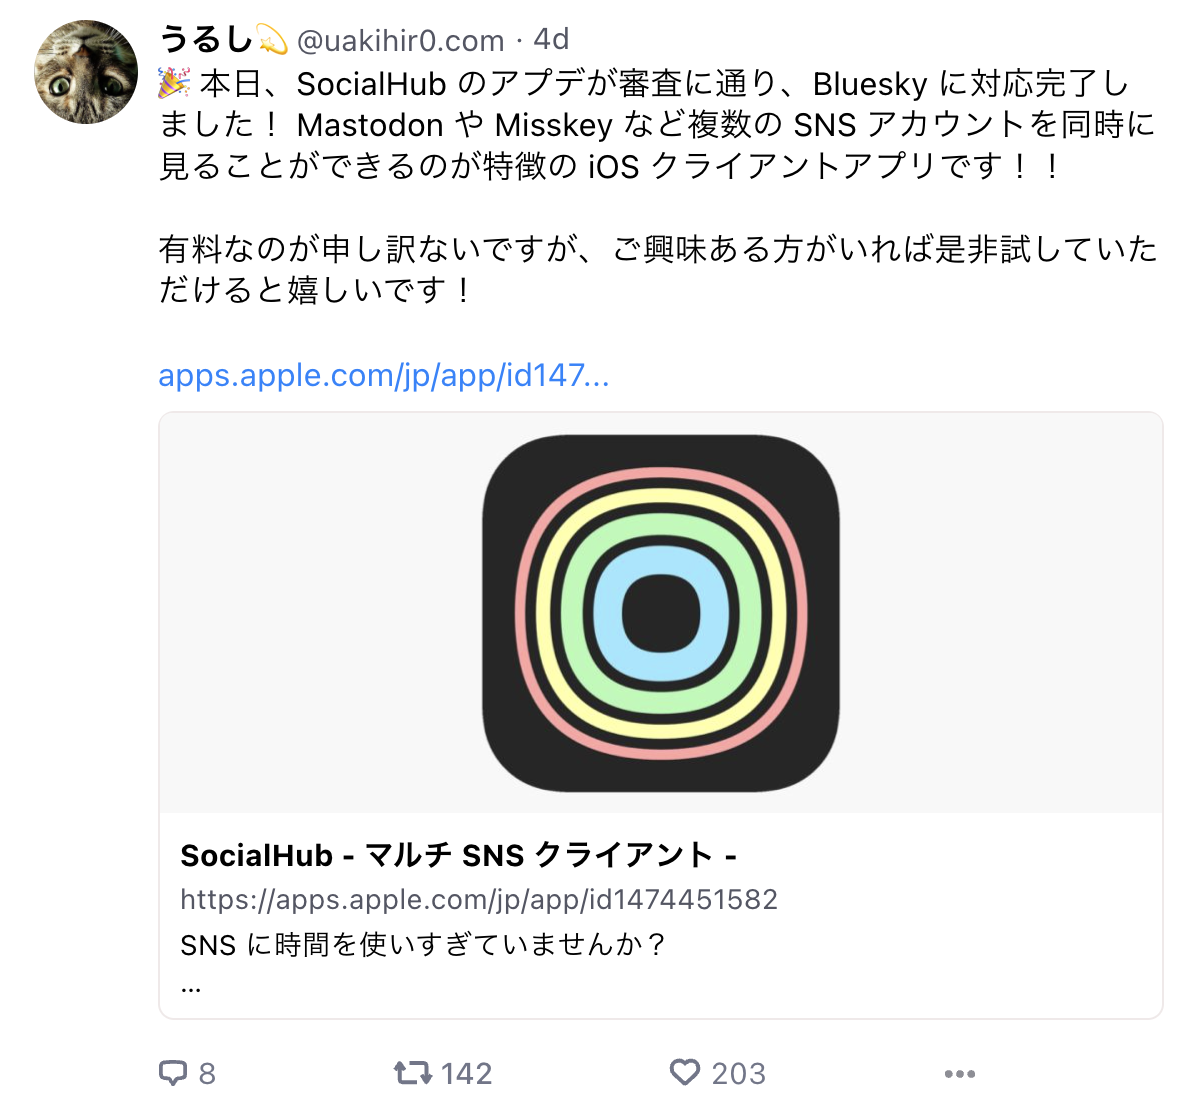 うるし💫 @uakihir0.com · 4d
🎉 本日、SocialHub のアプデが審査に通り、Bluesky に対応完了し
ました！ Mastodon や Misskey など複数の SNS アカウントを同時に
見ることができるのが特徴の iOS クライアントアプリです！！
有料なのが申し訳ないですが、ご興味ある方がいれば是非試していた
だけると嬉しいです！
apps.apple.com/jp/app/id147...
SocialHub - マルチ SNS クライアント -
https://apps.apple.com/jp/app/id1474451582
SNS に時間を使いすぎていませんか？
...
8 142 203